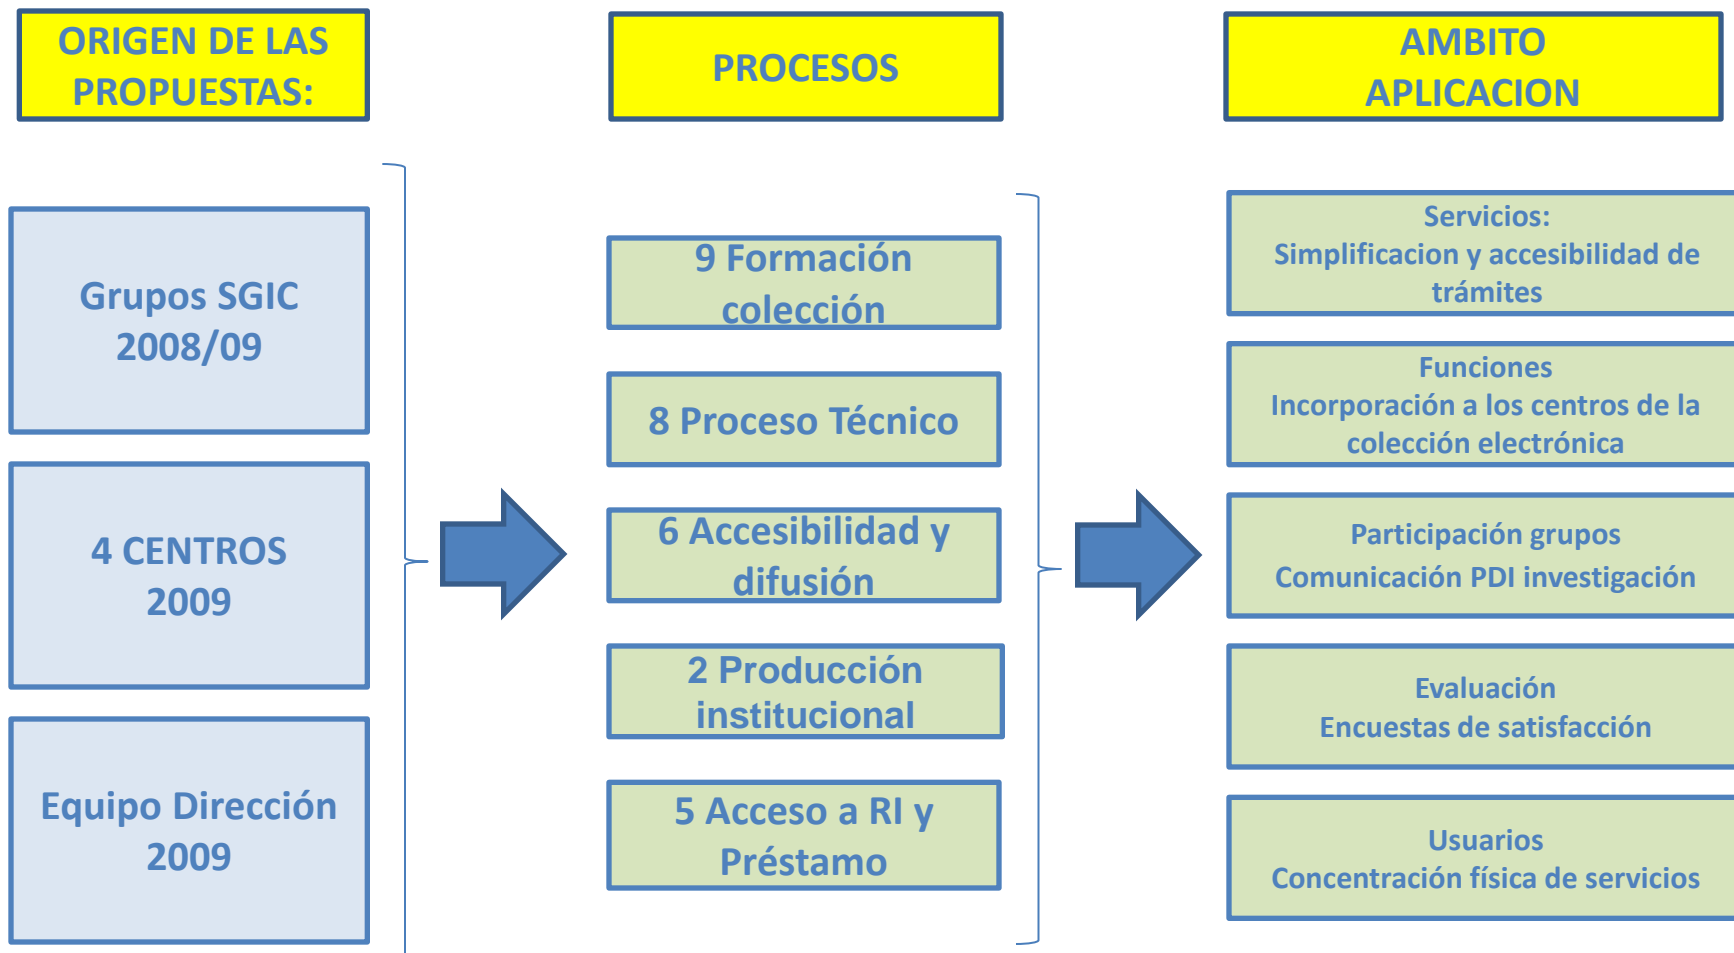 ORIGEN DE LAS
PROPUESTAS:
PROCESOS
AMBITO
APLICACION
Grupos SGIC
2008/09
4 CENTROS
2009
Equipo Dirección
2009
9 Formación
colección
8 Proceso Técnico
6 Accesibilidad y
difusión
2 Producción
institucional
5 Acceso a RI y
Préstamo
Servicios:
Simplificacion y accesibilidad de
trámites
Funciones
Incorporación a los centros de la
colección electrónica
Participación grupos
Comunicación PDI investigación
Evaluación
Encuestas de satisfacción
Usuarios
Concentración física de servicios